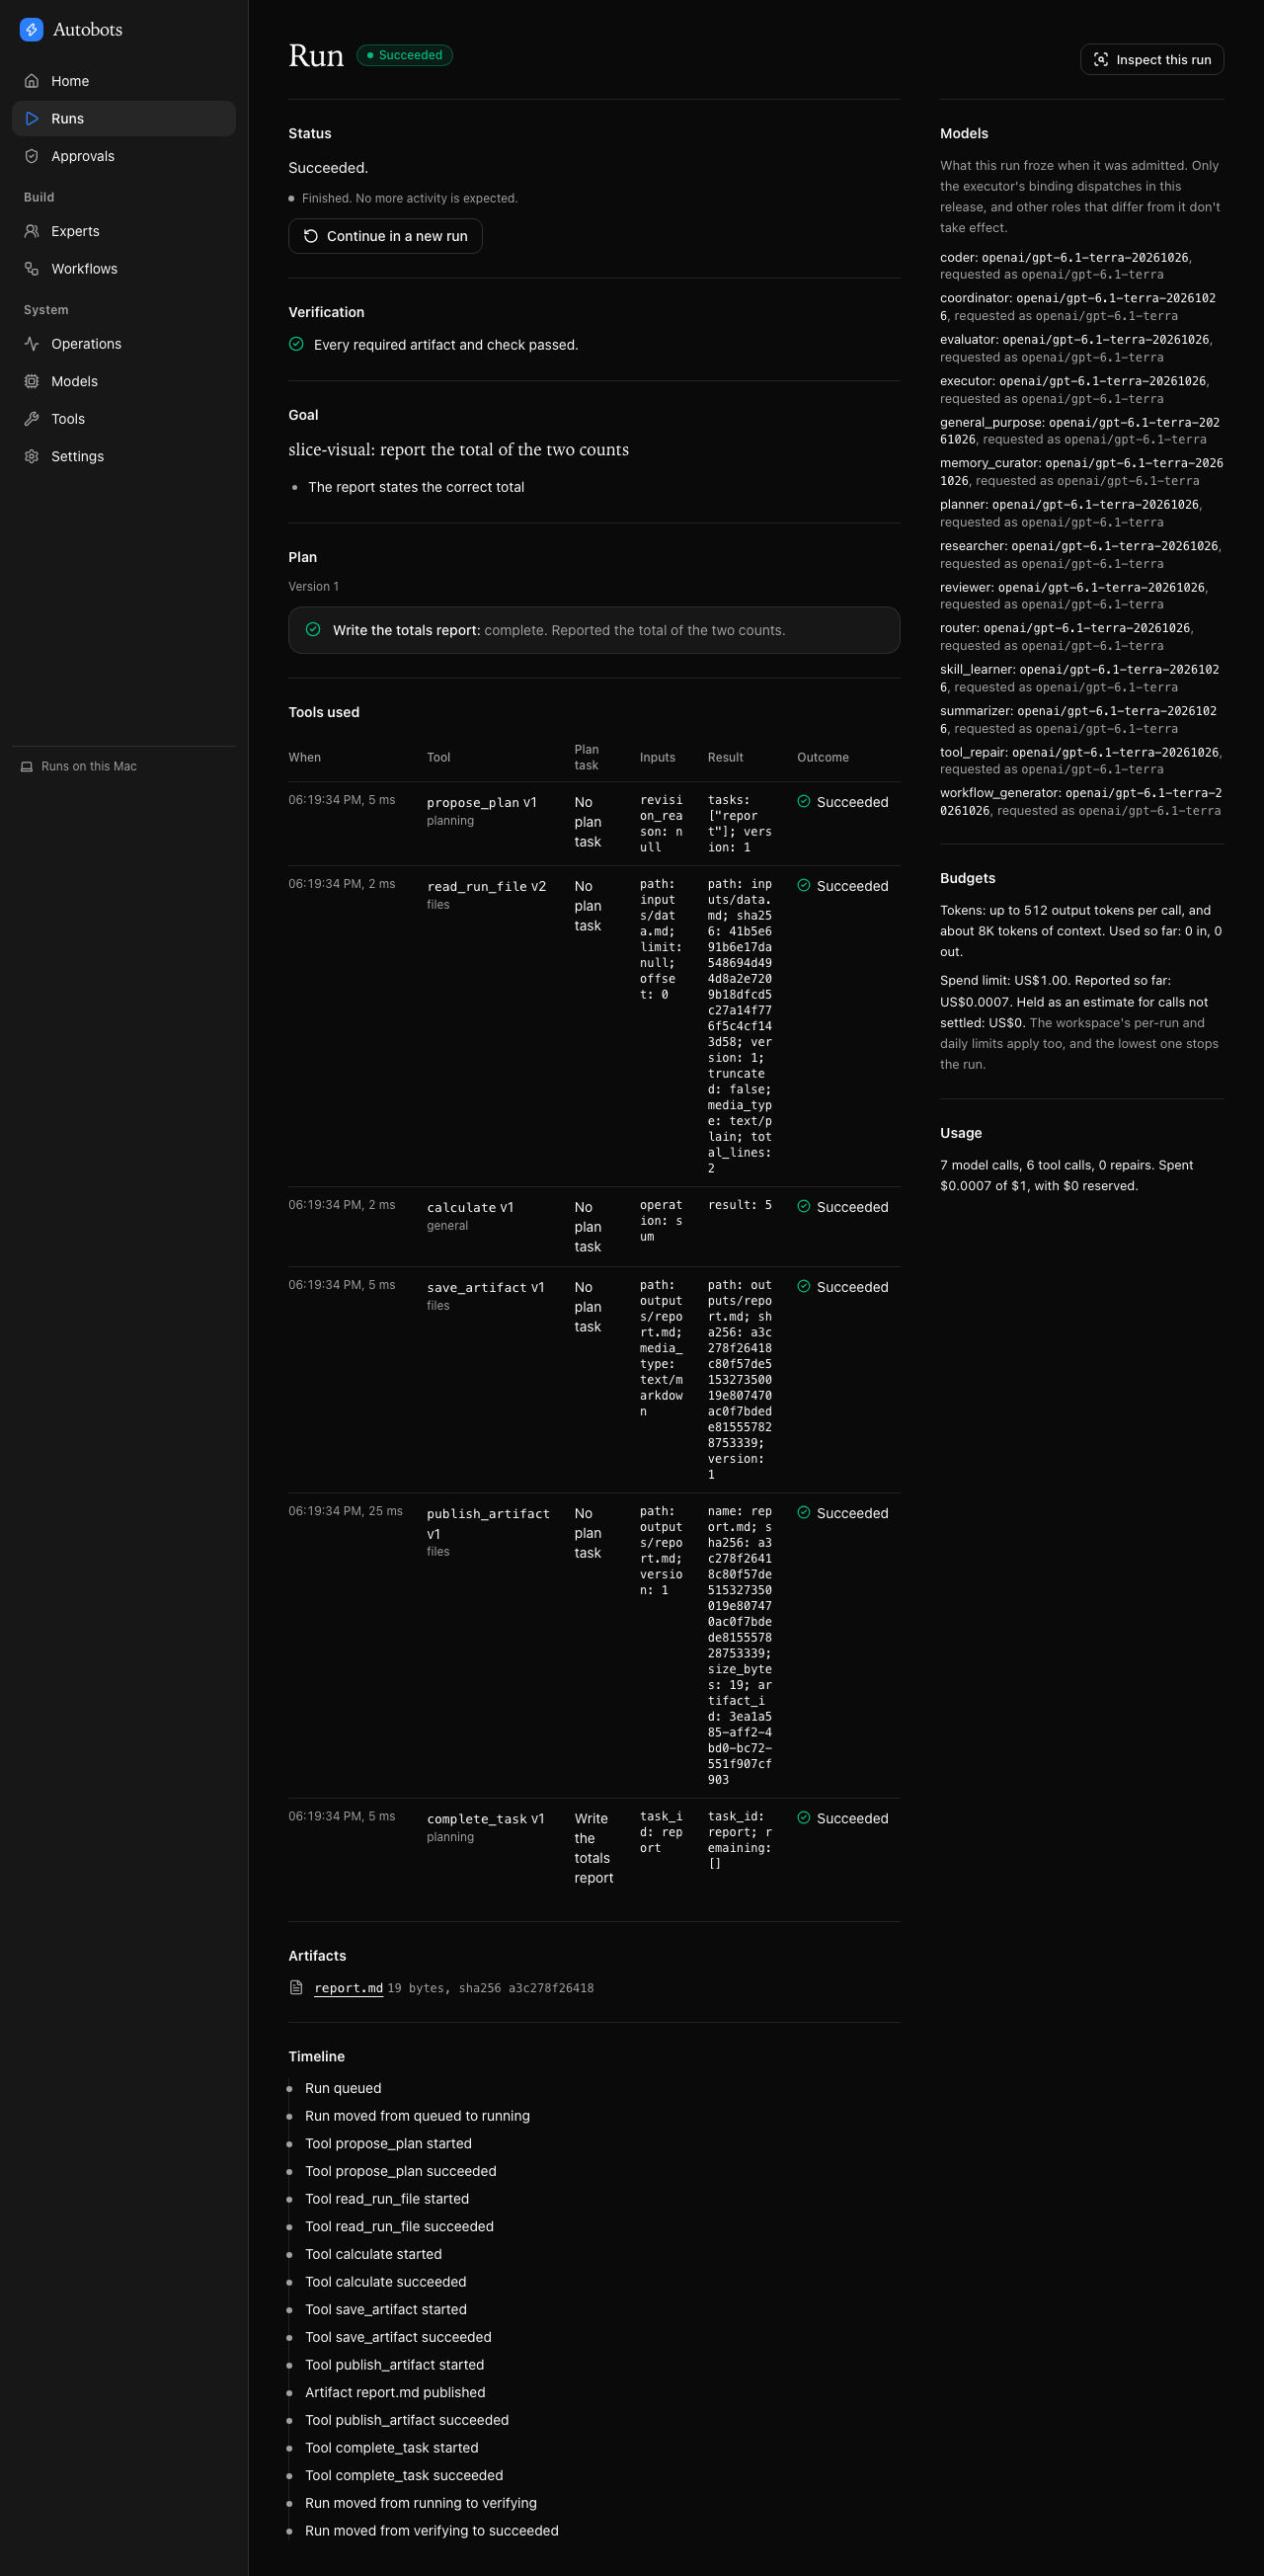 Autobots
Home
Runs
Approvals
Build
Experts
Workflows
System
Operations
Models
Tools
Settings
Runs on this Mac
Run
Succeeded
Inspect this run
Status
Succeeded.
Finished. No more activity is expected.
Continue in a new run
Verification
Every required artifact and check passed.
Goal
slice-visual: report the total of the two counts
The report states the correct total
Plan
Version 1
Write the totals report: complete. Reported the total of the two counts.
Tools used
When
Tool
Plan
task
Inputs
Result
Outcome
06:19:34 PM, 5 ms
propose_plan v1
planning
No
plan
task
revisi
on_rea
son: n
ull
tasks:
["repor
t"]; vers
ion: 1
Succeeded
06:19:34 PM, 2 ms
read_run_file v2
files
No
plan
task
path:
input
s/dat
a.md;
limit:
null;
offse
t: 0
path: inp
uts/data.
md; sha25
6: 41b5e6
91b6e17da
548694d49
4d8a2e720
9b18dfcd5
c27a14f77
6f5c4cf14
3d58; ver
sion: 1;
truncate
d: false;
media_typ
e: text/p
lain; tot
al_lines:
2
Succeeded
06:19:34 PM, 2 ms
calculate v1
general
No
plan
task
operat
ion: s
um
result: 5
Succeeded
06:19:34 PM, 5 ms
save_artifact v1
files
No
plan
task
path:
output
s/repo
rt.md;
media_
type:
text/m
arkdow
n
path: out
puts/repo
rt.md; sh
a256: a3c
278f26418
c80f57de5
153273500
19e807470
ac0f7bded
e81555782
8753339;
version:
1
Succeeded
06:19:34 PM, 25 ms
publish_artifact
v1
files
No
plan
task
path:
output
s/repo
rt.md;
versio
n: 1
name: rep
ort.md; s
ha256: a3
c278f2641
8c80f57de
515327350
019e80747
0ac0f7bde
de8155578
28753339;
size_byte
s: 19; ar
tifact_i
d: 3ea1a5
85-aff2-4
bd0-bc72-
551f907cf
903
Succeeded
06:19:34 PM, 5 ms
complete_task v1
planning
Write
the
totals
report
task_i
d: rep
ort
task_id:
report; r
emaining:
[]
Succeeded
Artifacts
report.md 19 bytes, sha256 a3c278f26418
Timeline
Run queued
Run moved from queued to running
Tool propose_plan started
Tool propose_plan succeeded
Tool read_run_file started
Tool read_run_file succeeded
Tool calculate started
Tool calculate succeeded
Tool save_artifact started
Tool save_artifact succeeded
Tool publish_artifact started
Artifact report.md published
Tool publish_artifact succeeded
Tool complete_task started
Tool complete_task succeeded
Run moved from running to verifying
Run moved from verifying to succeeded
Models
What this run froze when it was admitted. Only
the executor's binding dispatches in this
release, and other roles that differ from it don't
take effect.
coder: openai/gpt-6.1-terra-20261026,
requested as openai/gpt-6.1-terra
coordinator: openai/gpt-6.1-terra-2026102
6, requested as openai/gpt-6.1-terra
evaluator: openai/gpt-6.1-terra-20261026,
requested as openai/gpt-6.1-terra
executor: openai/gpt-6.1-terra-20261026,
requested as openai/gpt-6.1-terra
general_purpose: openai/gpt-6.1-terra-202
61026, requested as openai/gpt-6.1-terra
memory_curator: openai/gpt-6.1-terra-2026
1026, requested as openai/gpt-6.1-terra
planner: openai/gpt-6.1-terra-20261026,
requested as openai/gpt-6.1-terra
researcher: openai/gpt-6.1-terra-20261026,
requested as openai/gpt-6.1-terra
reviewer: openai/gpt-6.1-terra-20261026,
requested as openai/gpt-6.1-terra
router: openai/gpt-6.1-terra-20261026,
requested as openai/gpt-6.1-terra
skill_learner: openai/gpt-6.1-terra-2026102
6, requested as openai/gpt-6.1-terra
summarizer: openai/gpt-6.1-terra-2026102
6, requested as openai/gpt-6.1-terra
tool_repair: openai/gpt-6.1-terra-20261026,
requested as openai/gpt-6.1-terra
workflow_generator: openai/gpt-6.1-terra-2
0261026, requested as openai/gpt-6.1-terra
Budgets
Tokens: up to 512 output tokens per call, and
about 8K tokens of context. Used so far: 0 in, 0
out.
Spend limit: US$1.00. Reported so far:
US$0.0007. Held as an estimate for calls not
settled: US$0. The workspace's per-run and
daily limits apply too, and the lowest one stops
the run.
Usage
7 model calls, 6 tool calls, 0 repairs. Spent
$0.0007 of $1, with $0 reserved.